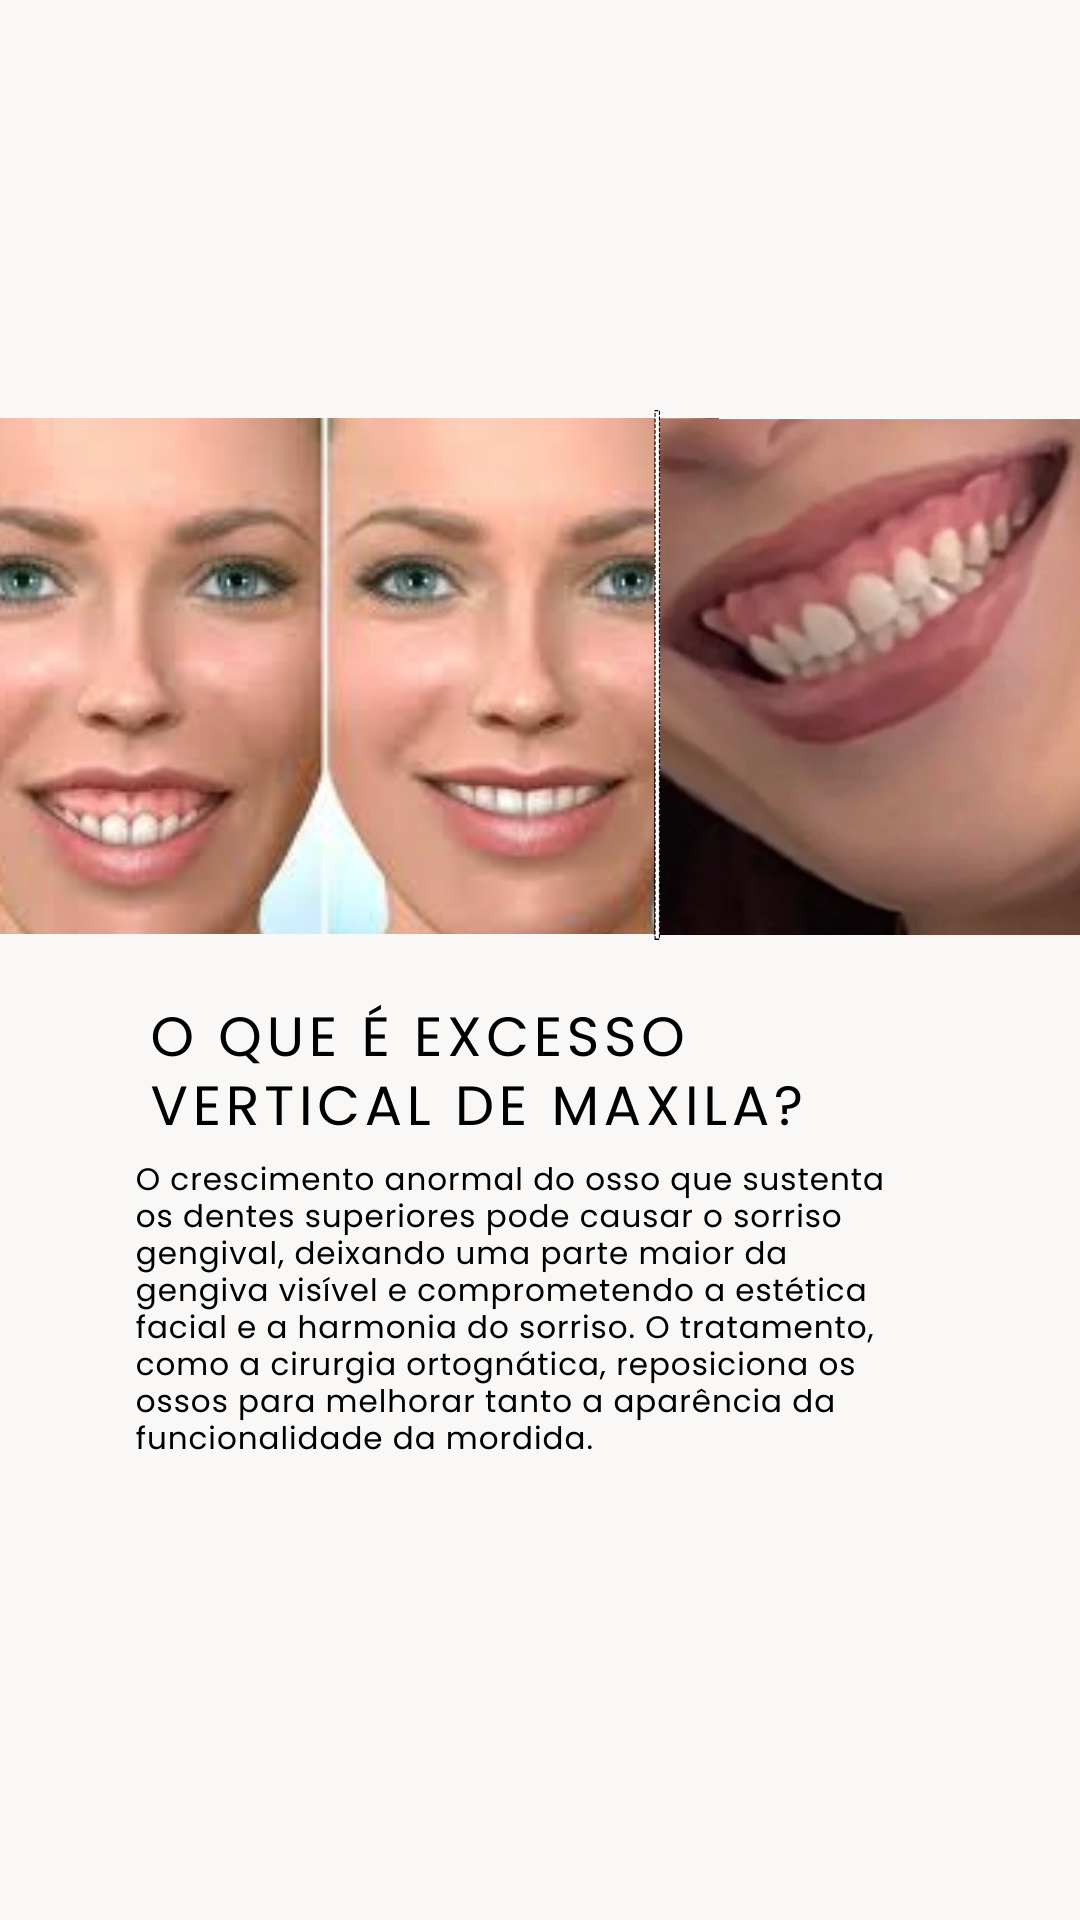 O QUE É EXCESSO
VERTICAL DE MAXILA?
O crescimento anormal do osso que sustenta
os dentes superiores pode causar o sorriso
gengival, deixando uma parte maior da
gengiva visível e comprometendo a estética
facial e a harmonia do sorriso. O tratamento,
como a cirurgia ortognática, reposiciona os
ossos para melhorar tanto a aparência da
funcionalidade da mordida.